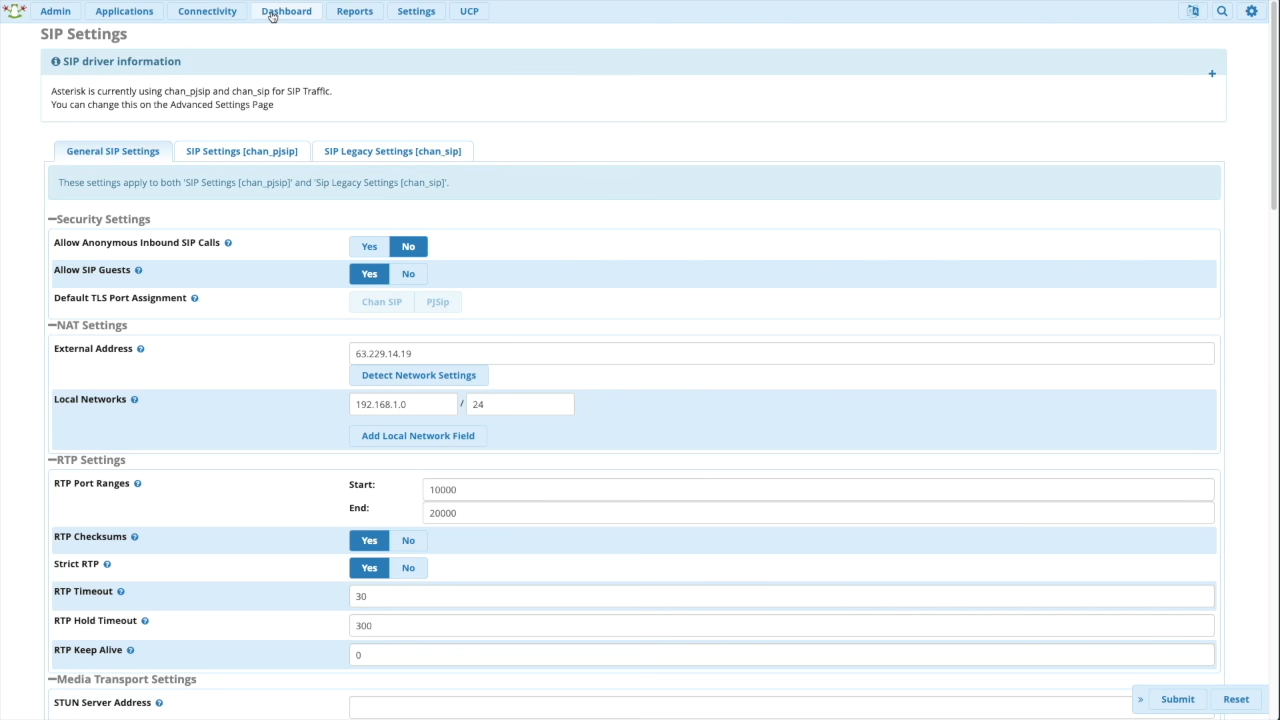 Admin Applications Connectivity Dashboard Reports Settings UCP
SIP Settings
SIP driver information
Asterisk is currently using chan_pjsip and chan_sip for SIP Traffic.
You can change this on the Advanced Settings Page
General SIP Settings SIP Settings [chan_pjsip] SIP Legacy Settings [chan_sip]
These settings apply to both 'SIP Settings [chan_pjsip]' and 'Sip Legacy Settings [chan_sip]'.
Security Settings
Allow Anonymous Inbound SIP Calls Yes No
Allow SIP Guests Yes No
Default TLS Port Assignment Chan SIP PJSip
NAT Settings
External Address 63.229.14.19
Detect Network Settings
Local Networks 192.168.1.0 / 24
Add Local Network Field
RTP Settings
RTP Port Ranges Start: 10000
End: 20000
RTP Checksums Yes No
Strict RTP Yes No
RTP Timeout 30
RTP Hold Timeout 300
RTP Keep Alive 0
Media Transport Settings
STUN Server Address
» Submit Reset